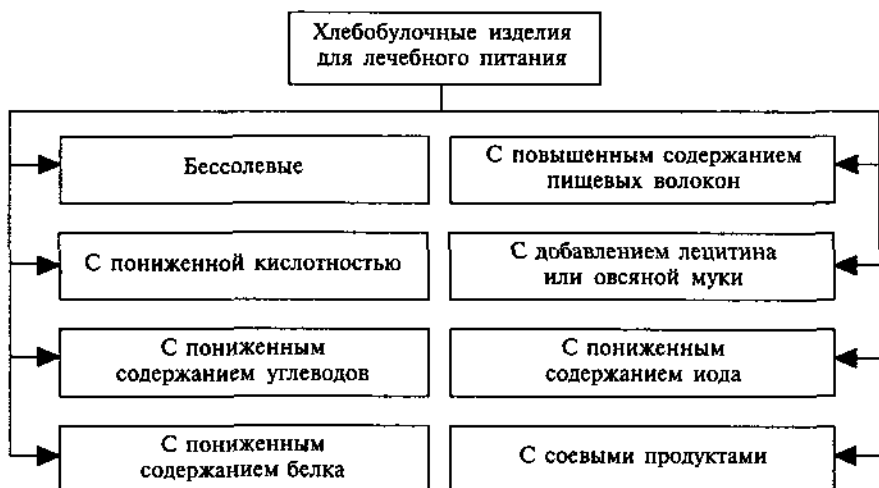 Хлебобулочные изделия
для лечебного питания
Бессолевые
С повышенным содержанием
пищевых волокон
С пониженной кислотностью
С добавлением лецитина
или овсяной муки
С пониженным
содержанием углеводов
С пониженным
содержанием иода
С пониженным
содержанием белка
С соевыми продуктами